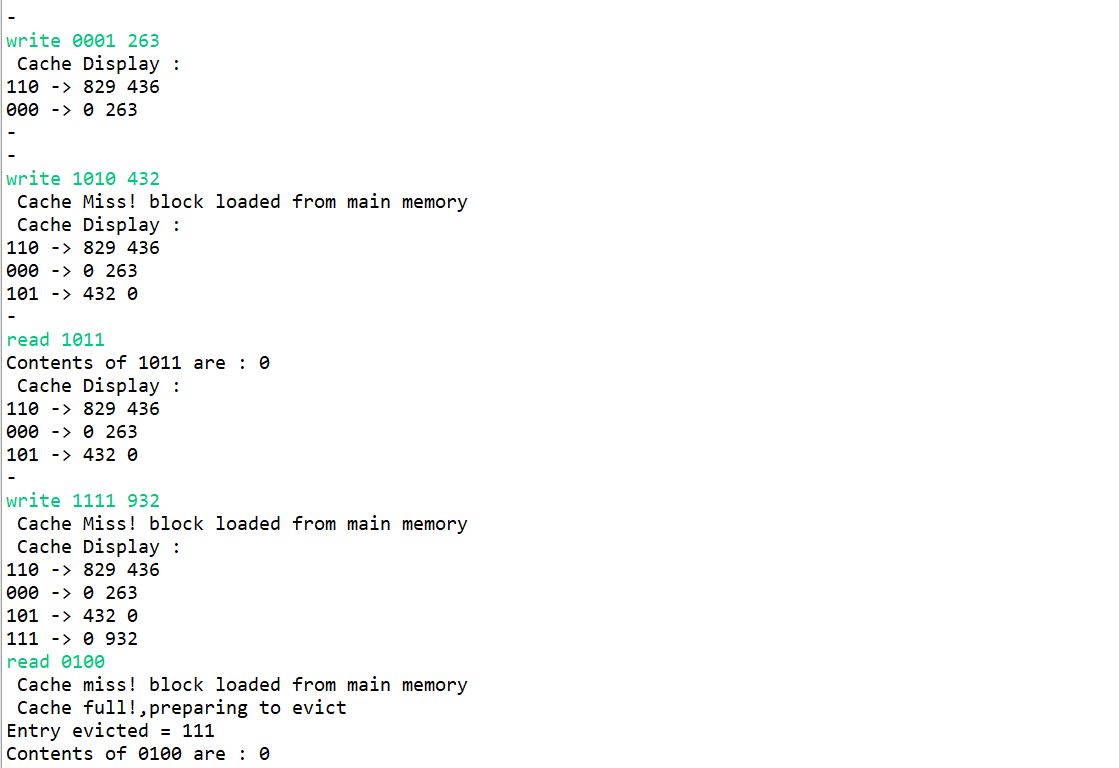 -
write 0001 263
Cache Display :
110 -> 829 436
000 -> 0 263
-
-
write 1010 432
Cache Miss! block loaded from main memory
Cache Display :
110 -> 829 436
000 -> 0 263
101 -> 432 0
-
read 1011
Contents of 1011 are : 0
Cache Display :
110 -> 829 436
000 -> 0 263
101 -> 432 0
-
write 1111 932
Cache Miss! block loaded from main memory
Cache Display :
110 -> 829 436
000 -> 0 263
101 -> 432 0
111 -> 0 932
read 0100
Cache miss! block loaded from main memory
Cache full!,preparing to evict
Entry evicted = 111
Contents of 0100 are : 0